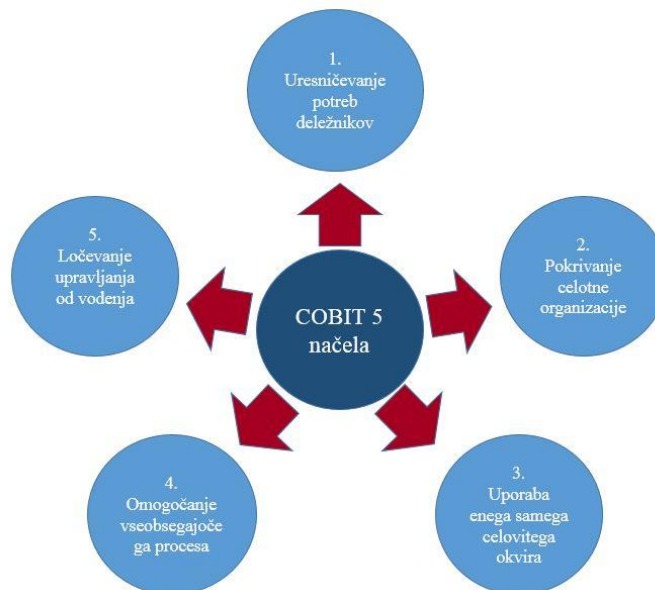 1.
Uresničevanje
potreb
deležnikov
5.
Ločevanje
upravljanja
od vodenja
2.
Pokrivanje
celotne
organizacije
COBIT 5
načela
4.
Omogočanje
vseobsegajoče
ga procesa
3.
Uporaba
enega samega
celovitega
okvira